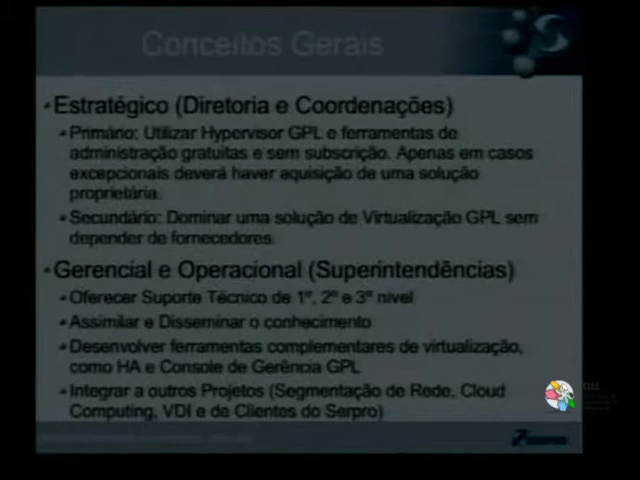 Conceitos Gerais
Estratégico (Diretoria e Coordenações)
Primário: Utilizar Hypervisor GPL e ferramentas de
administração gratuitas e sem subscrição. Apenas em casos
excepcionais deverá haver aquisição de uma solução
proprietária.
Secundário: Dominar uma solução de Virtualização GPL sem
depender de fornecedores.
Gerencial e Operacional (Superintendências)
Oferecer Suporte Técnico de 1º, 2º e 3º nível
Assimilar e Disseminar o conhecimento
Desenvolver ferramentas complementares de virtualização,
como HA e Console de Gerência GPL
Integrar a outros Projetos (Segmentação de Rede, Cloud
Computing, VDI e de Clientes do Serpro)